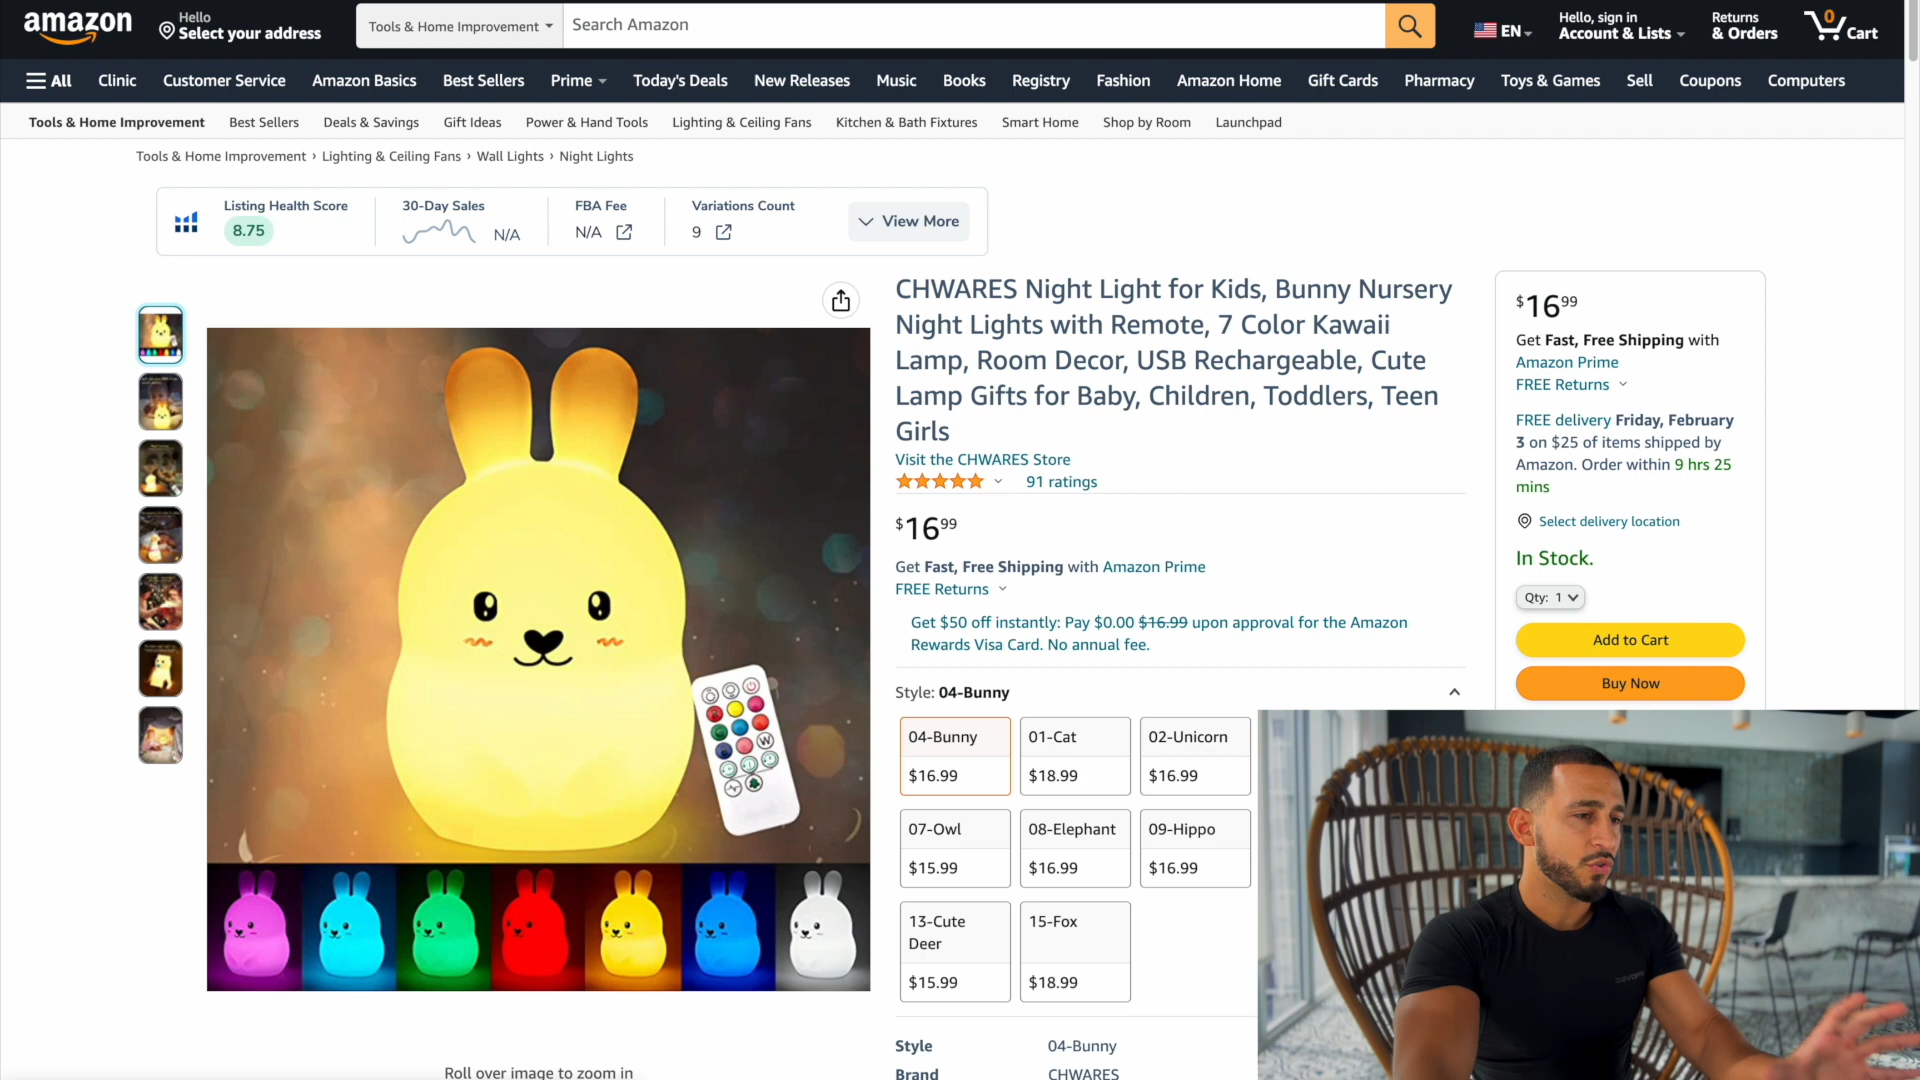 amazon
Hello
Select your address
Tools & Home Improvement
Search Amazon
EN
Hello, sign in
Account & Lists
Returns
& Orders
0
Cart
All
Clinic
Customer Service
Amazon Basics
Best Sellers
Prime
Today's Deals
New Releases
Music
Books
Registry
Fashion
Amazon Home
Gift Cards
Pharmacy
Toys & Games
Sell
Coupons
Computers
Tools & Home Improvement
Best Sellers
Deals & Savings
Gift Ideas
Power & Hand Tools
Lighting & Ceiling Fans
Kitchen & Bath Fixtures
Smart Home
Shop by Room
Launchpad
Tools & Home Improvement › Lighting & Ceiling Fans › Wall Lights › Night Lights
Listing Health Score
8.75
30-Day Sales
N/A
FBA Fee
N/A
Variations Count
9
View More
CHWARES Night Light for Kids, Bunny Nursery
Night Lights with Remote, 7 Color Kawaii
Lamp, Room Decor, USB Rechargeable, Cute
Lamp Gifts for Baby, Children, Toddlers, Teen
Girls
Visit the CHWARES Store
91 ratings
$16.99
Get Fast, Free Shipping with Amazon Prime
FREE Returns
Get $50 off instantly: Pay $0.00 $16.99 upon approval for the Amazon
Rewards Visa Card. No annual fee.
Style: 04-Bunny
04-Bunny
$16.99
01-Cat
$18.99
02-Unicorn
$16.99
07-Owl
$15.99
08-Elephant
$16.99
09-Hippo
$16.99
13-Cute
Deer
$15.99
15-Fox
$18.99
Style 04-Bunny
Brand CHWARES
$16.99
Get Fast, Free Shipping with
Amazon Prime
FREE Returns
FREE delivery Friday, February
3 on $25 of items shipped by
Amazon. Order within 9 hrs 25
mins
Select delivery location
In Stock.
Qty: 1
Add to Cart
Buy Now
W
Roll over image to zoom in